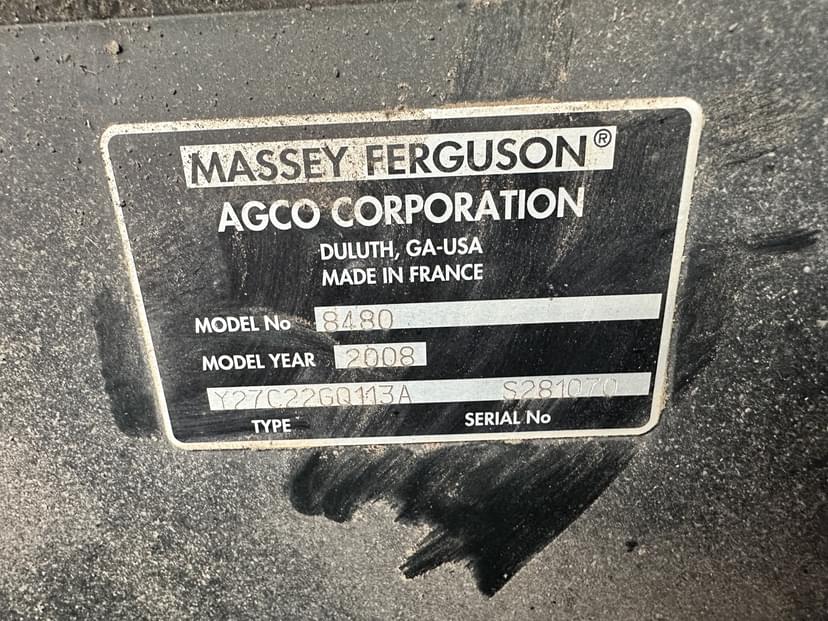 MASSEY FERGUSON®
AGCO CORPORATION
DULUTH, GA-USA
MADE IN FRANCE
MODEL No 8480
MODEL YEAR 2008
Y27C22GQ113A S281070
TYPE SERIAL No